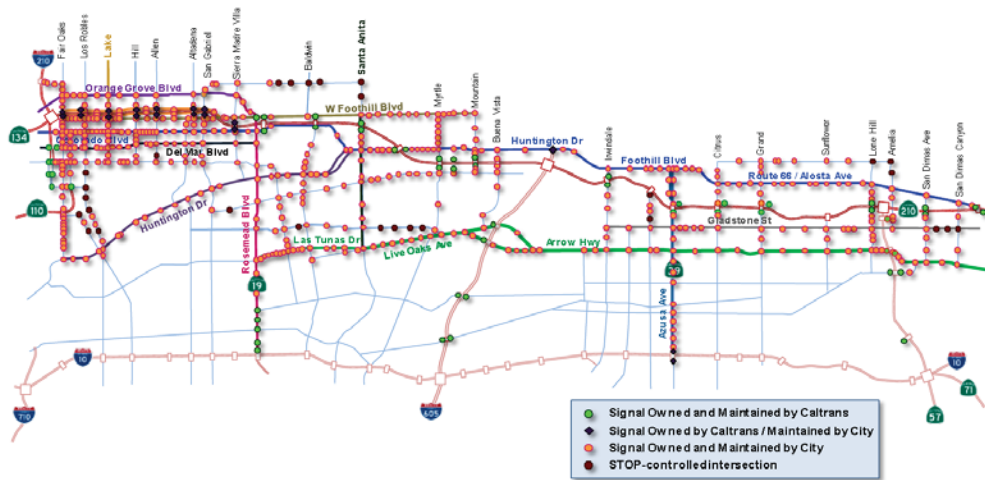 Fair Oaks
Los Robles
Lake
Hill
Allen
Altadena
San Gabriel
Sierra Madre Villa
Baldwin
Santa Anita
Myrtle
Mountain
Buena Vista
Irwindale
Citrus
Grand
Sunflower
Lone Hill
Amelia
San Dimas Ave
San Dimas Canyon
210
Orange Grove Blvd
W Foothill Blvd
134
Colorado Blvd
Del Mar Blvd
Huntington Dr
Foothill Blvd
Route 66 / Alosta Ave
110
Huntington Dr
Rosemead Blvd
Las Tunas Dr
Live Oaks Ave
Arrow Hwy
Gladstone St
210
19
39
Azusa Ave
10
710
605
10
71
57
Signal Owned and Maintained by Caltrans
Signal Owned by Caltrans / Maintained by City
Signal Owned and Maintained by City
STOP-controlled intersection